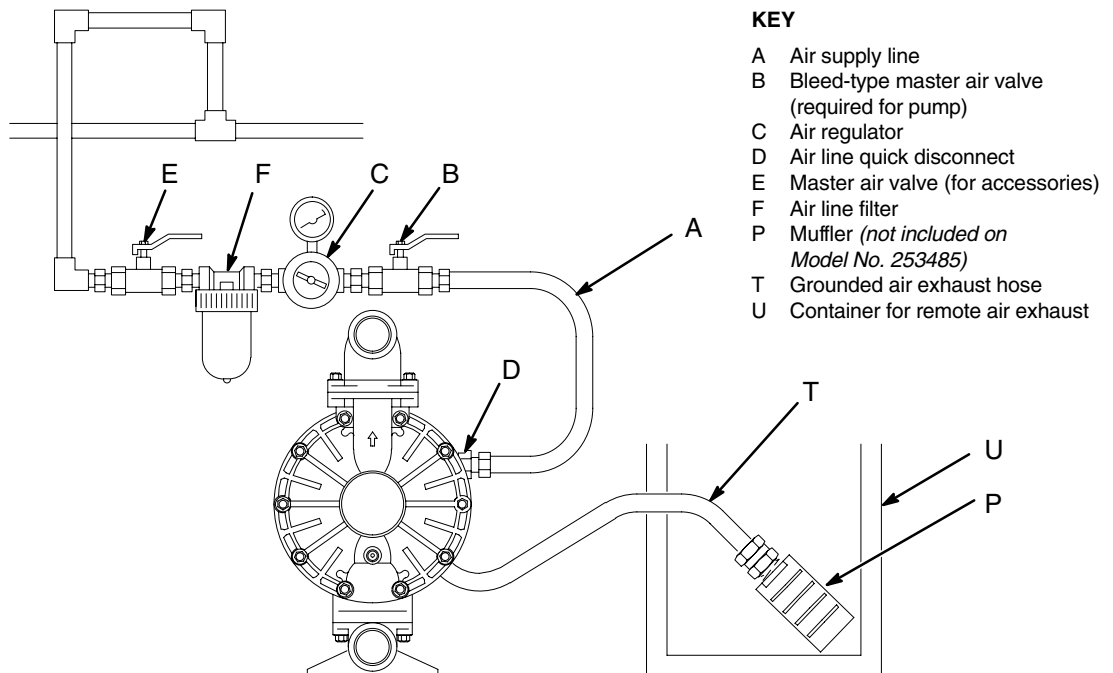 KEY
A Air supply line
B Bleed-type master air valve
(required for pump)
C Air regulator
D Air line quick disconnect
E Master air valve (for accessories)
F Air line filter
P Muffler (not included on
Model No. 253485)
T Grounded air exhaust hose
U Container for remote air exhaust
E
F
C
B
A
D
T
U
P